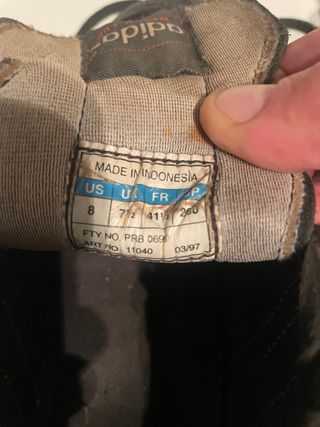 adidas
MADE IN INDONESIA
US UK FR JP
8 7½ 41⅓ 260
FTY NO PRB 069
ART NO. 11040 03/97